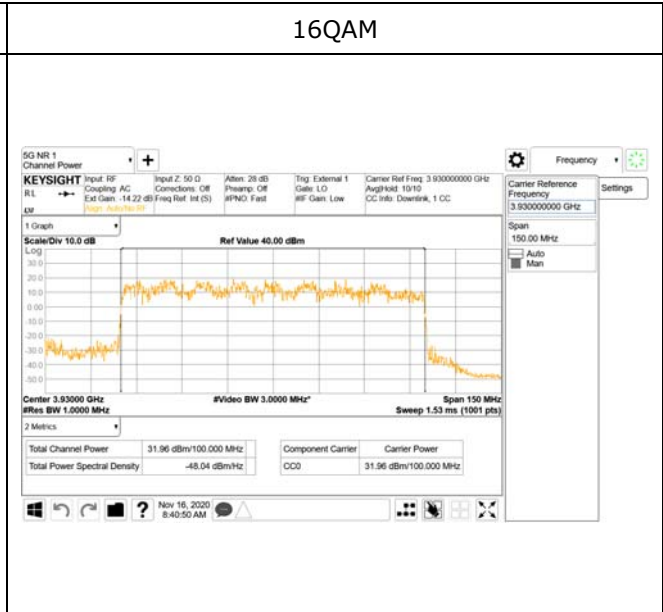 16QAM
5G NR 1
Channel Power
Frequency
KEYSIGHT
RL
Input: RF
Coupling: AC
Ext Gain: -14.22 dB
Align: Auto/No RF
Input Z: 50 Ω
Corrections: Off
Freq Ref: Int (S)
Atten: 28 dB
Preamp: Off
#PNO: Fast
Trig: External 1
Gate: LO
#IF Gain: Low
Carrier Ref Freq: 3.930000000 GHz
Avg|Hold: 10/10
CC Info: Downlink, 1 CC
Carrier Reference
Frequency
3.930000000 GHz
Settings
Span
150.00 MHz
Auto
Man
1 Graph
Scale/Div 10.0 dB
Ref Value 40.00 dBm
Log
30.0
20.0
10.0
0.00
-10.0
-20.0
-30.0
-40.0
-50.0
Center 3.93000 GHz
#Video BW 3.0000 MHz*
Span 150 MHz
#Res BW 1.0000 MHz
Sweep 1.53 ms (1001 pts)
2 Metrics
Total Channel Power 31.96 dBm/100.000 MHz
Total Power Spectral Density -48.04 dBm/Hz
Component Carrier Carrier Power
CC0 31.96 dBm/100.000 MHz
?
Nov 16, 2020
8:40:50 AM